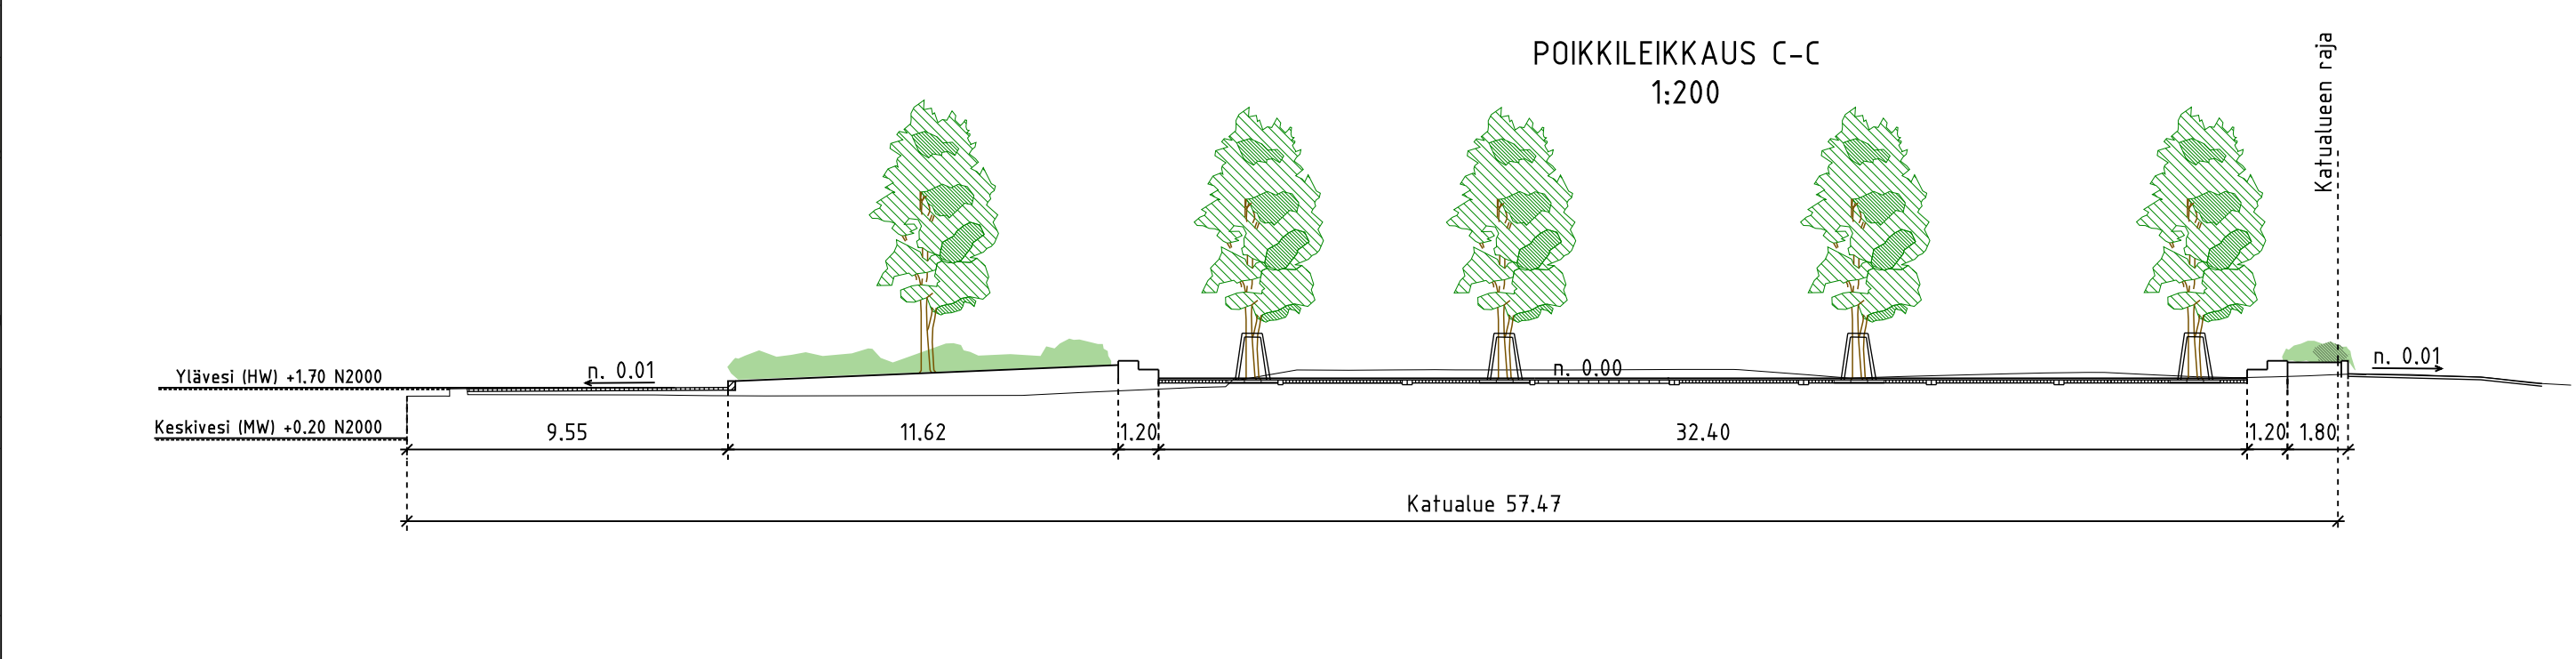 POIKKILEIKKAUS C-C
1:200
Katualueen raja
n. 0.01
n. 0.00
n. 0.01
Ylävesi (HW) +1.70 N2000
Keskivesi (MW) +0.20 N2000
9.55
11.62
1.20
32.40
1.20
1.80
Katualue 57.47